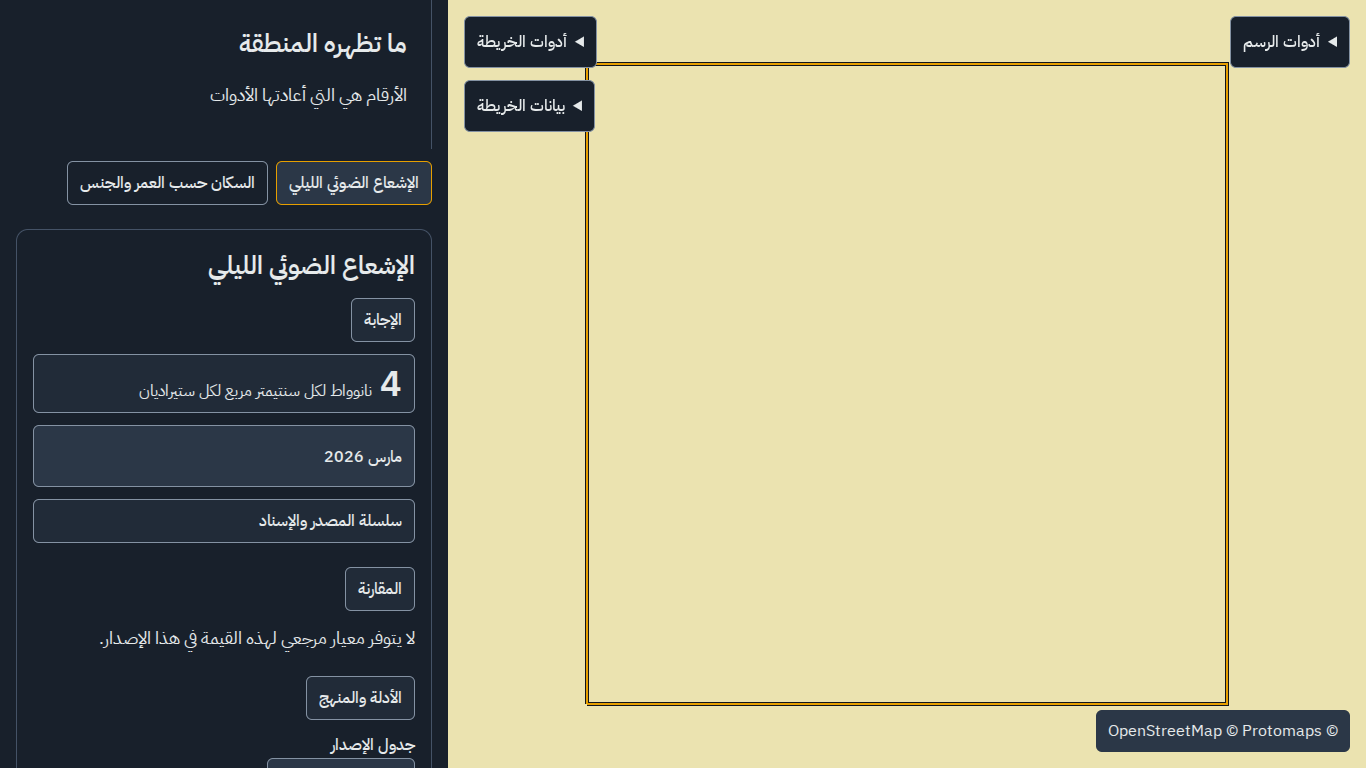 ما تظهره المنطقة
الأرقام هي التي أعادتها الأدوات
الإشعاع الضوئي الليلي
السكان حسب العمر والجنس
الإشعاع الضوئي الليلي
الإجابة
4 نانوواط لكل سنتيمتر مربع لكل ستيراديان
مارس 2026
سلسلة المصدر والإسناد
المقارنة
لا يتوفر معيار مرجعي لهذه القيمة في هذا الإصدار.
الأدلة والمنهج
جدول الإصدار
أدوات الرسم
أدوات الخريطة
بيانات الخريطة
OpenStreetMap © Protomaps ©